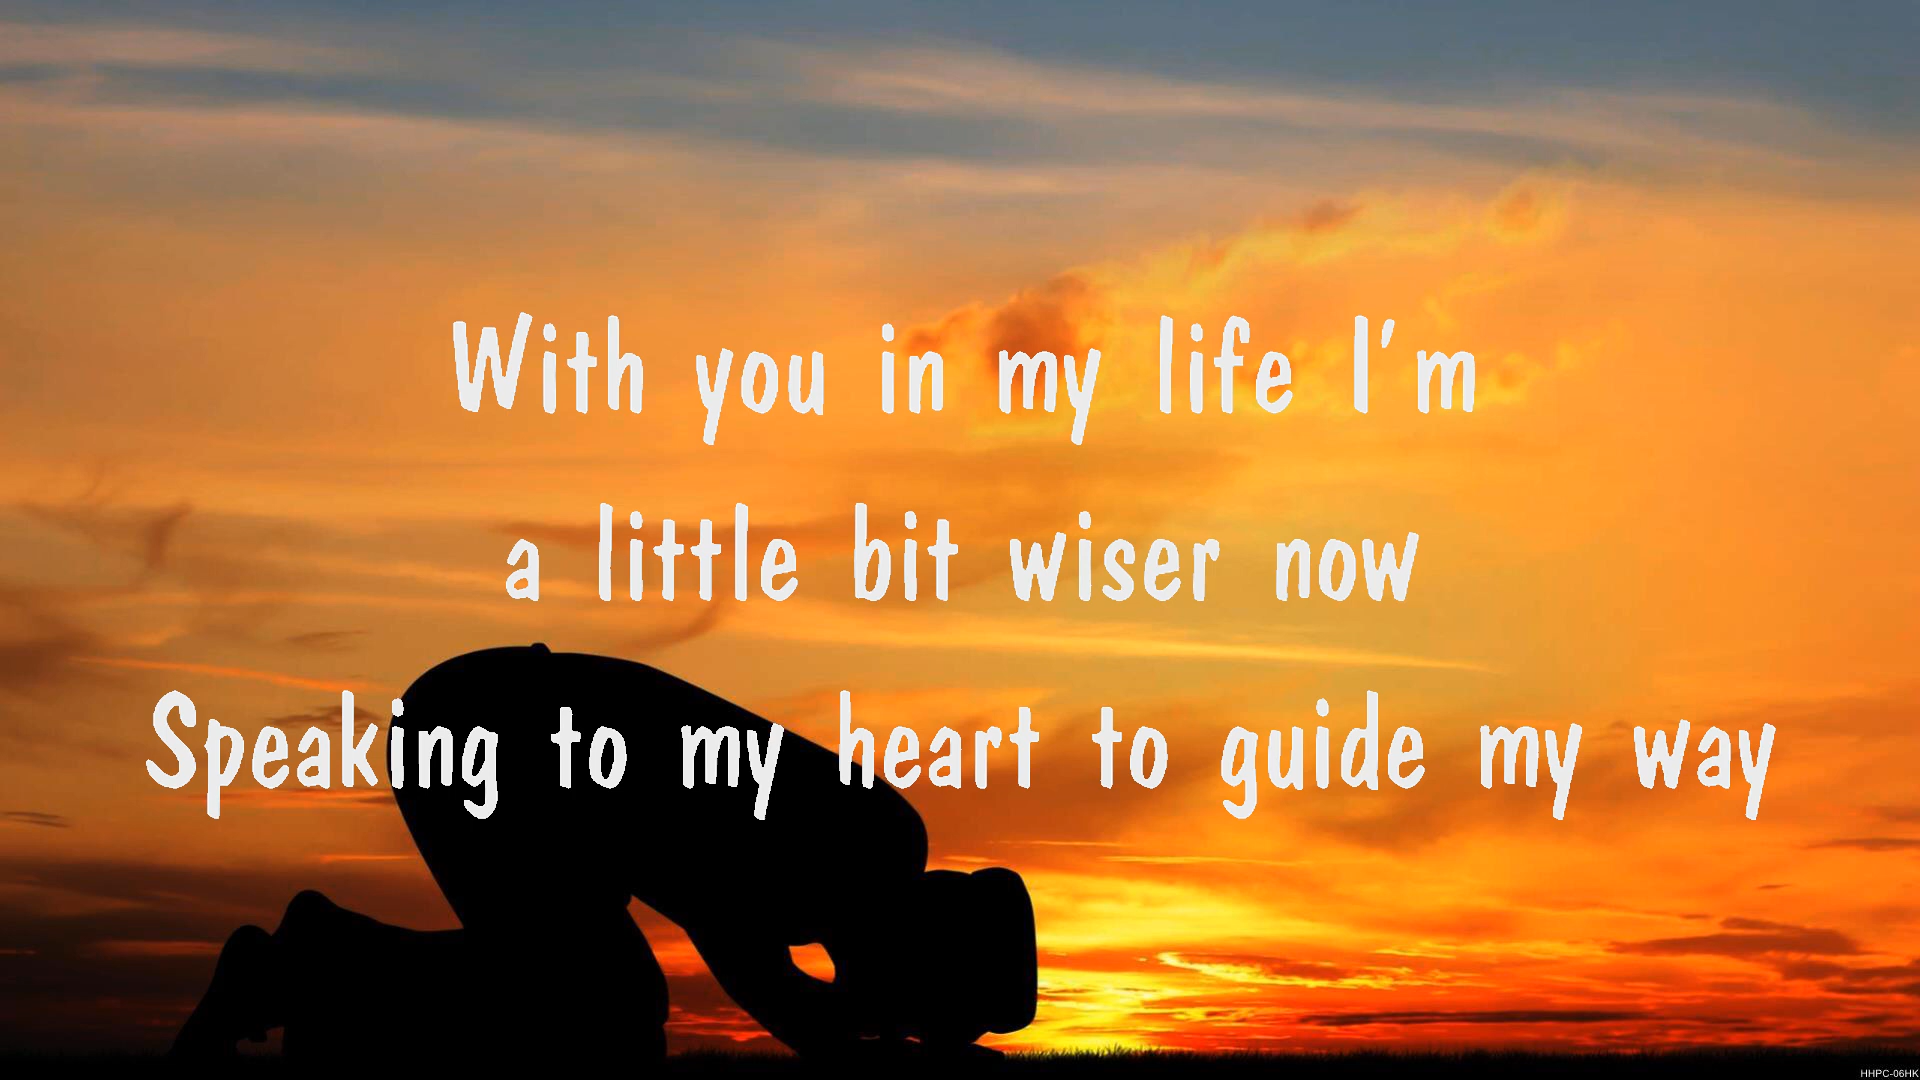 With you in my life I'm
a little bit wiser now
Speaking to my heart to guide my way
HHPC-06HK